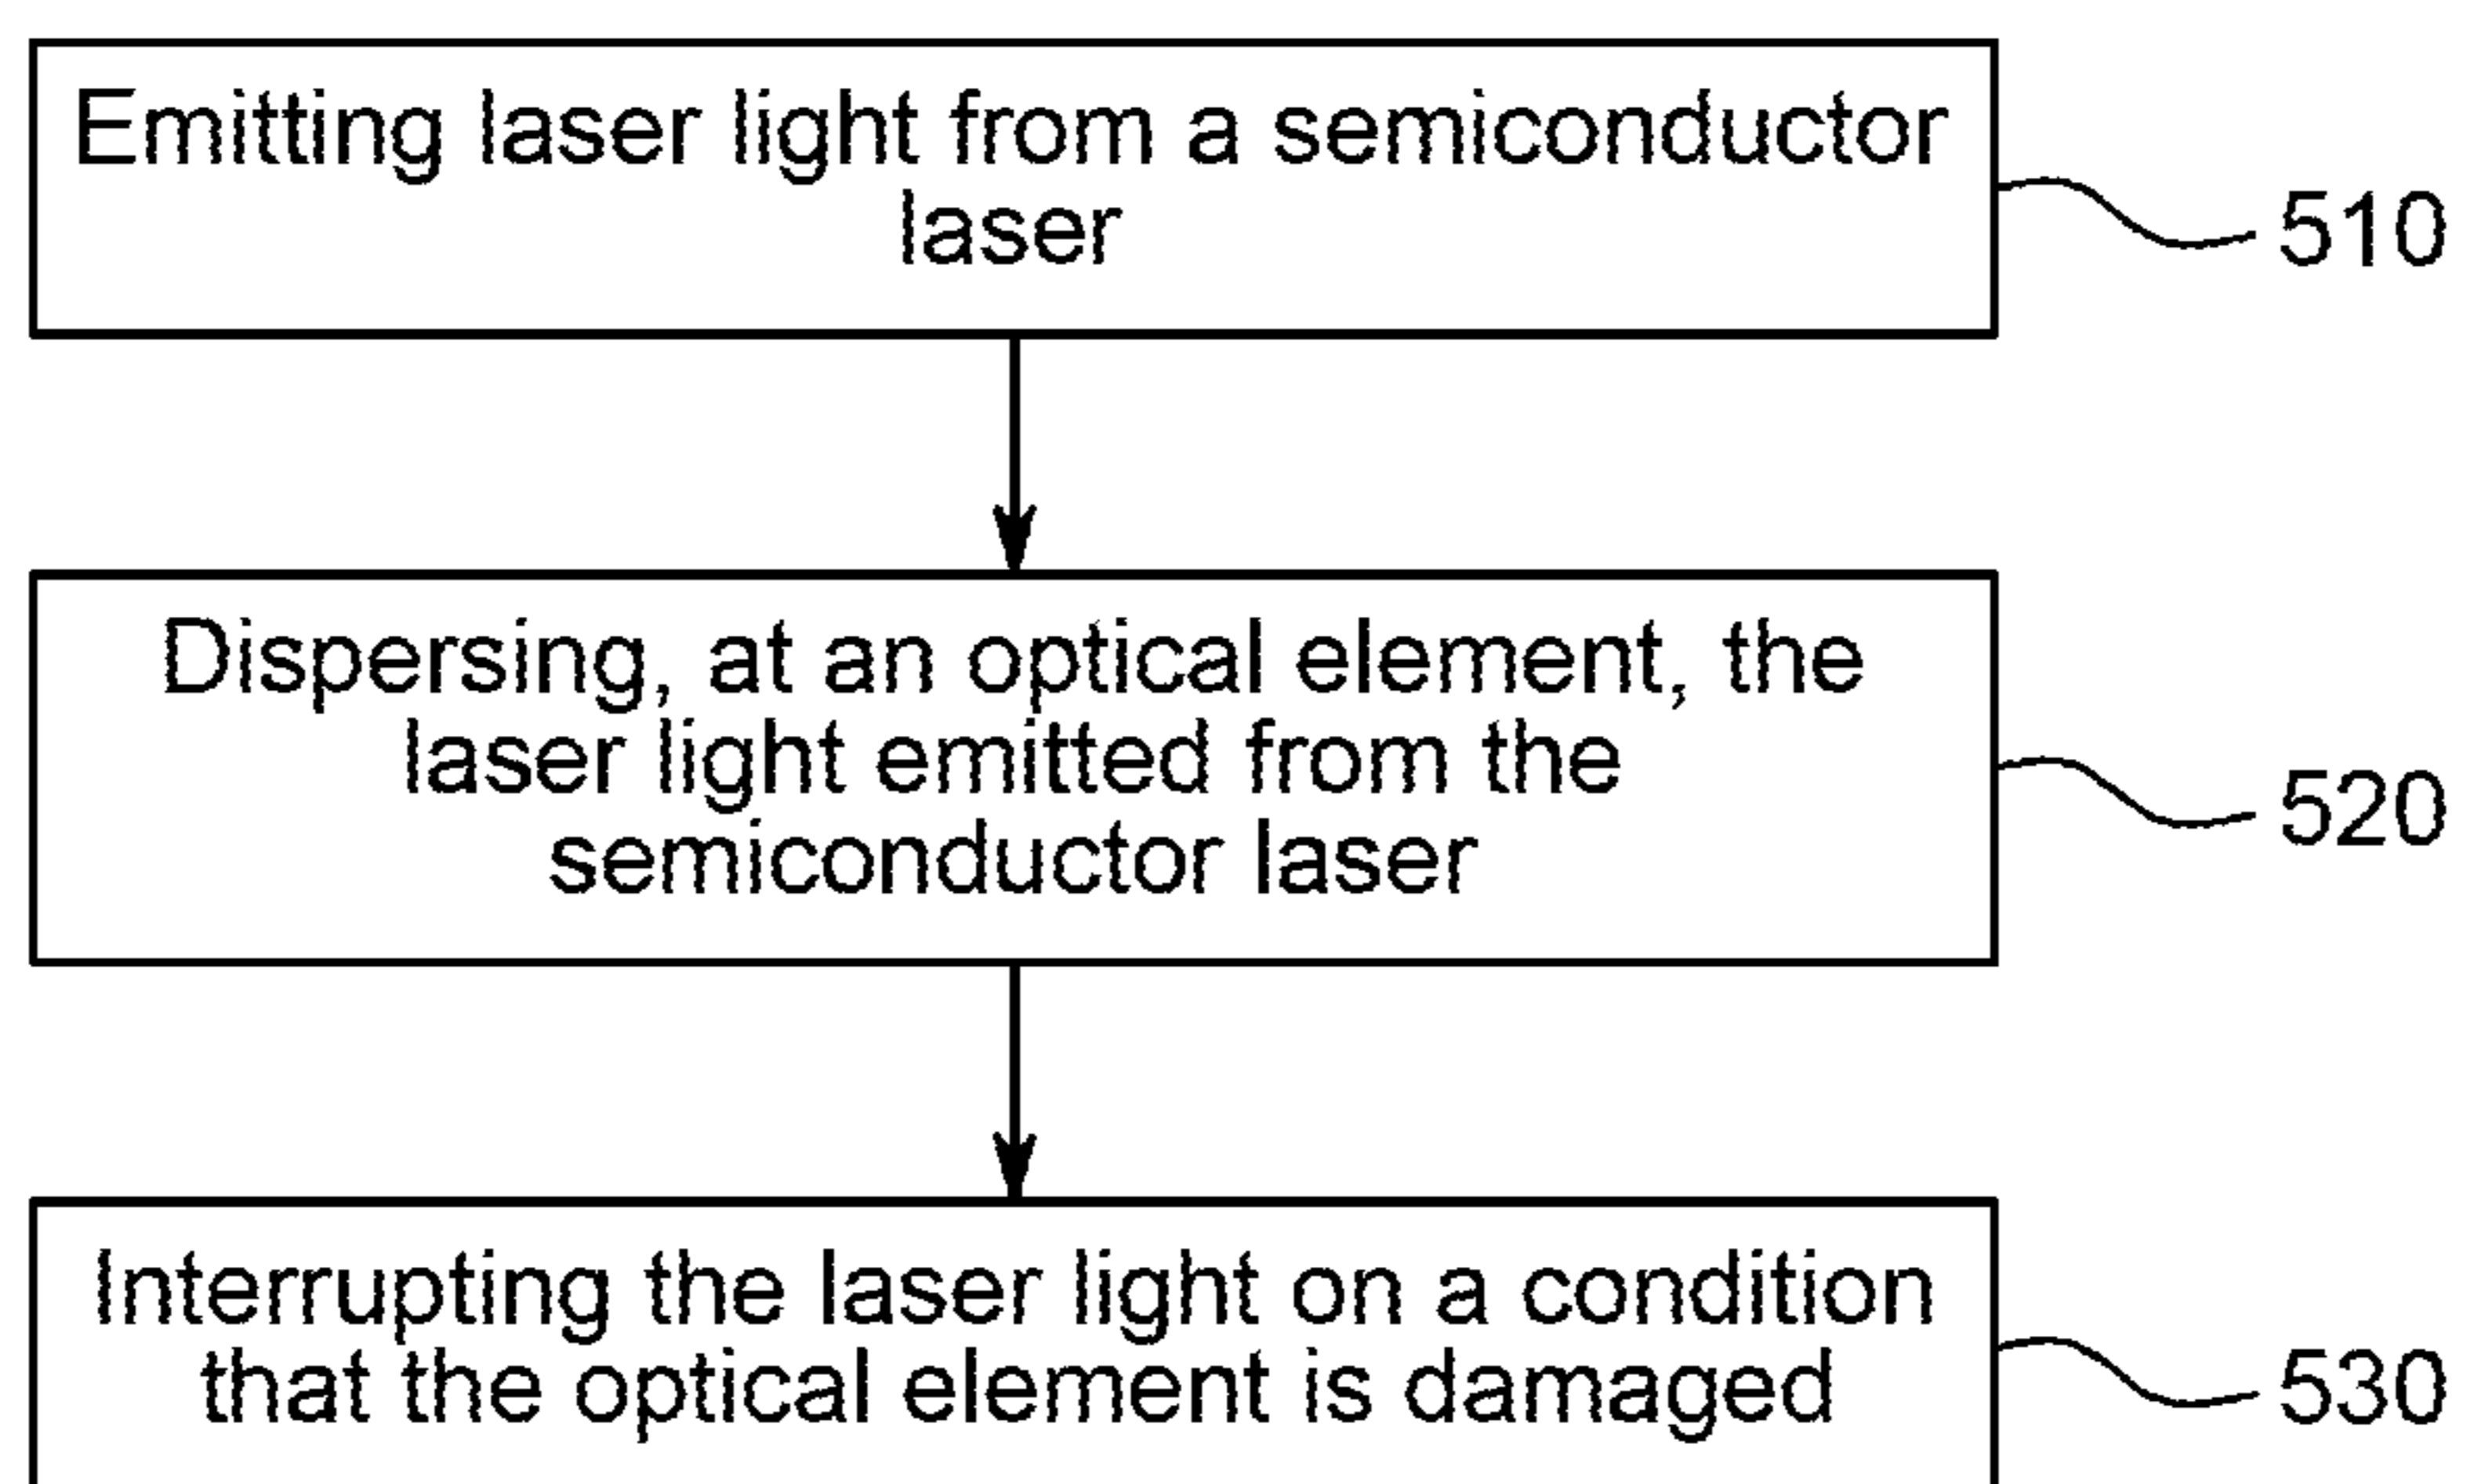 Emitting laser light from a semiconductor
laser
510
Dispersing, at an optical element, the
laser light emitted from the
semiconductor laser
520
Interrupting the laser light on a condition
that the optical element is damaged
530